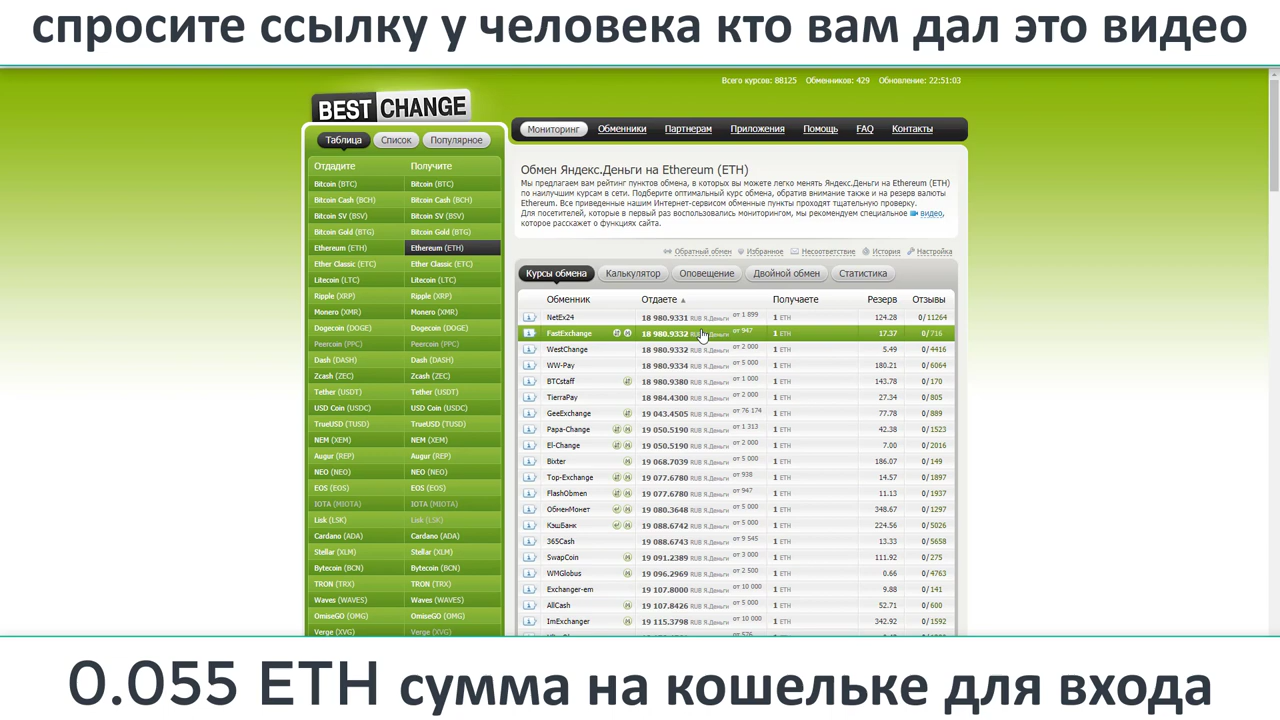 спросите ссылку у человека кто вам дал это видео
Всего курсов: 88125 Обменников: 429 Обновление: 22:51:03
BEST CHANGE
Мониторинг Обменники Партнерам Приложения Помощь FAQ Контакты
Таблица Список Популярное
Отдадите Получите
Bitcoin (BTC) Bitcoin (BTC)
Bitcoin Cash (BCH) Bitcoin Cash (BCH)
Bitcoin SV (BSV) Bitcoin SV (BSV)
Bitcoin Gold (BTG) Bitcoin Gold (BTG)
Ethereum (ETH) Ethereum (ETH)
Ether Classic (ETC) Ether Classic (ETC)
Litecoin (LTC) Litecoin (LTC)
Ripple (XRP) Ripple (XRP)
Monero (XMR) Monero (XMR)
Dogecoin (DOGE) Dogecoin (DOGE)
Peercoin (PPC) Peercoin (PPC)
Dash (DASH) Dash (DASH)
Zcash (ZEC) Zcash (ZEC)
Tether (USDT) Tether (USDT)
USD Coin (USDC) USD Coin (USDC)
TrueUSD (TUSD) TrueUSD (TUSD)
NEM (XEM) NEM (XEM)
Augur (REP) Augur (REP)
NEO (NEO) NEO (NEO)
EOS (EOS) EOS (EOS)
IOTA (MIOTA) IOTA (MIOTA)
Lisk (LSK) Lisk (LSK)
Cardano (ADA) Cardano (ADA)
Stellar (XLM) Stellar (XLM)
Bytecoin (BCN) Bytecoin (BCN)
TRON (TRX) TRON (TRX)
Waves (WAVES) Waves (WAVES)
OmiseGO (OMG) OmiseGO (OMG)
Verge (XVG) Verge (XVG)
Обмен Яндекс.Деньги на Ethereum (ETH)
Мы предлагаем вам рейтинг пунктов обмена, в которых вы можете легко менять Яндекс.Деньги на Ethereum (ETH)
по наилучшим курсам в сети. Подберите оптимальный курс обмена, обратив внимание также и на резерв валюты
Ethereum. Все приведенные нашим Интернет-сервисом обменные пункты проходят тщательную проверку.
Для посетителей, которые в первый раз воспользовались мониторингом, мы рекомендуем специальное видео,
которое расскажет о функциях сайта.
Обратный обмен Избранное Несоответствие История Настройка
Курсы обмена Калькулятор Оповещение Двойной обмен Статистика
Обменник Отдаете ▲ Получаете Резерв Отзывы
NetEx24 18 980.9331 RUB Я.Деньги от 1 899 1 ETH 124.28 0/11264
FastExchange 18 980.9332 RUB Я.Деньги от 947 1 ETH 17.37 0/716
WestChange 18 980.9332 RUB Я.Деньги от 2 000 1 ETH 5.49 0/4416
WW-Pay 18 980.9334 RUB Я.Деньги от 5 000 1 ETH 180.21 0/6064
BTCstaff 18 980.9380 RUB Я.Деньги от 1 000 1 ETH 143.78 0/170
TierraPay 18 984.4300 RUB Я.Деньги от 2 000 1 ETH 27.34 0/805
GeeExchange 19 043.4505 RUB Я.Деньги от 76 174 1 ETH 77.78 0/889
Papa-Change 19 050.5190 RUB Я.Деньги от 1 313 1 ETH 42.38 0/1523
El-Change 19 050.5190 RUB Я.Деньги от 2 000 1 ETH 7.00 0/2016
Bixter 19 068.7039 RUB Я.Деньги от 5 000 1 ETH 186.07 0/149
Top-Exchange 19 077.6780 RUB Я.Деньги от 938 1 ETH 14.57 0/1897
FlashObmen 19 077.6780 RUB Я.Деньги от 947 1 ETH 11.13 0/1937
ОбменМонет 19 080.3648 RUB Я.Деньги от 5 000 1 ETH 348.67 0/1297
КэшБанк 19 088.6742 RUB Я.Деньги от 5 000 1 ETH 224.56 0/5026
365Cash 19 088.6743 RUB Я.Деньги от 9 545 1 ETH 13.33 0/5658
SwapCoin 19 091.2389 RUB Я.Деньги от 3 000 1 ETH 111.92 0/275
WMGlobus 19 096.2969 RUB Я.Деньги от 2 500 1 ETH 0.66 0/4763
Exchanger-em 19 107.8000 RUB Я.Деньги от 10 000 1 ETH 9.88 0/141
AllCash 19 107.8426 RUB Я.Деньги от 5 000 1 ETH 52.71 0/600
ImExchanger 19 115.3798 RUB Я.Деньги от 10 000 1 ETH 342.92 0/1592
0.055 ETH сумма на кошельке для входа